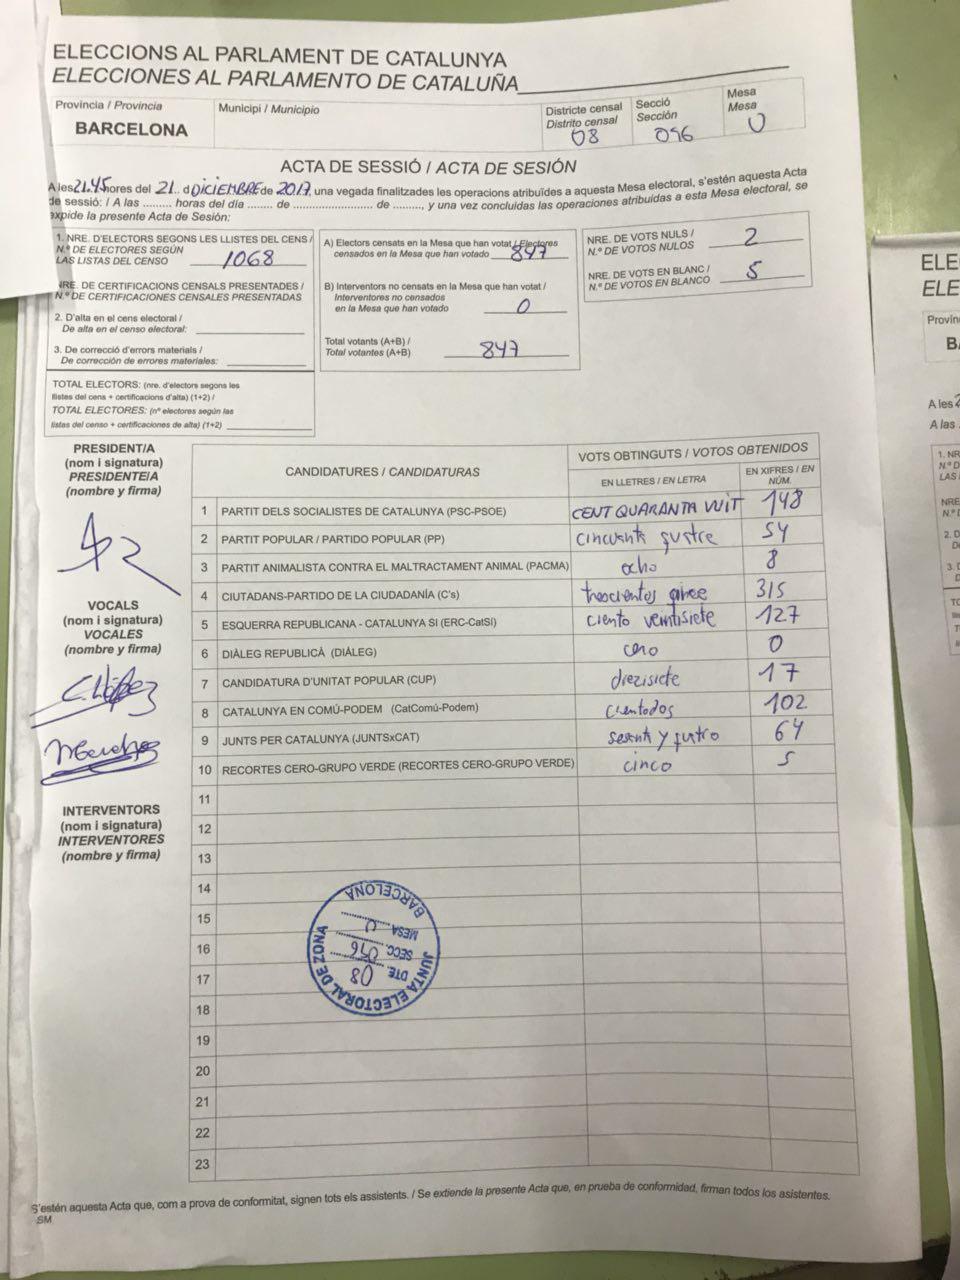 ELECCIONS AL PARLAMENT DE CATALUNYA
ELECCIONES AL PARLAMENTO DE CATALUÑA
Provincia / Provincia
BARCELONA
Municipi / Municipio
Districte censal
Distrito censal
08
Secció
Sección
096
Mesa
Mesa
U
ACTA DE SESSIÓ / ACTA DE SESIÓN
A les 21.45 hores del 21.. d DICIEMBRE de 2017, una vegada finalitzades les operacions atribuïdes a aquesta Mesa electoral, s'estén aquesta Acta
de sessió: / A las ......... horas del día ....... de ........................ de ........, y una vez concluidas las operaciones atribuidas a esta Mesa electoral, se
expide la presente Acta de Sesión:
1. NRE. D'ELECTORS SEGONS LES LLISTES DEL CENS /
N.º DE ELECTORES SEGÚN
LAS LISTAS DEL CENSO 1068
NRE. DE CERTIFICACIONS CENSALS PRESENTADES /
N.º DE CERTIFICACIONES CENSALES PRESENTADAS
2. D'alta en el cens electoral /
De alta en el censo electoral:
3. De correcció d'errors materials /
De corrección de errores materiales:
TOTAL ELECTORS: (nre. d'electors segons les
llistes del cens + certificacions d'alta) (1+2) /
TOTAL ELECTORES: (nº electores según las
listas del censo + certificaciones de alta) (1+2)
A) Electors censats en la Mesa que han votat / Electores
censados en la Mesa que han votado 847
B) Interventors no censats en la Mesa que han votat /
Interventores no censados
en la Mesa que han votado 0
Total votants (A+B) /
Total votantes (A+B) 847
NRE. DE VOTS NULS /
N.º DE VOTOS NULOS 2
NRE. DE VOTS EN BLANC /
N.º DE VOTOS EN BLANCO 5
PRESIDENT/A
(nom i signatura)
PRESIDENTE/A
(nombre y firma)
VOCALS
(nom i signatura)
VOCALES
(nombre y firma)
C. López
INTERVENTORS
(nom i signatura)
INTERVENTORES
(nombre y firma)
CANDIDATURES / CANDIDATURAS
VOTS OBTINGUTS / VOTOS OBTENIDOS
EN LLETRES / EN LETRA
EN XIFRES / EN
NÚM.
1 PARTIT DELS SOCIALISTES DE CATALUNYA (PSC-PSOE) CENT QUARANTA VUIT 148
2 PARTIT POPULAR / PARTIDO POPULAR (PP) cincuenta 54
3 PARTIT ANIMALISTA CONTRA EL MALTRACTAMENT ANIMAL (PACMA) ocho 8
4 CIUTADANS-PARTIDO DE LA CIUDADANÍA (C's) trescientos quince 315
5 ESQUERRA REPUBLICANA - CATALUNYA SI (ERC-CatSí) ciento veintisiete 127
6 DIÀLEG REPUBLICÀ (DIÀLEG) cero 0
7 CANDIDATURA D'UNITAT POPULAR (CUP) diezisiete 17
8 CATALUNYA EN COMÚ-PODEM (CatComú-Podem) cientodos 102
9 JUNTS PER CATALUNYA (JUNTSxCAT) y 64
10 RECORTES CERO-GRUPO VERDE (RECORTES CERO-GRUPO VERDE) cinco 5
11
12
13
14
15
16
17
18
19
20
21
22
23
JUNTA ELECTORAL DE ZONA
BARCELONA
DTE. 08
SECC. 096
MESA U
S'estén aquesta Acta que, com a prova de conformitat, signen tots els assistents. / Se extiende la presente Acta que, en prueba de conformidad, firman todos los asistentes.
SM
ELE
ELE
Provin
B
A les
A las